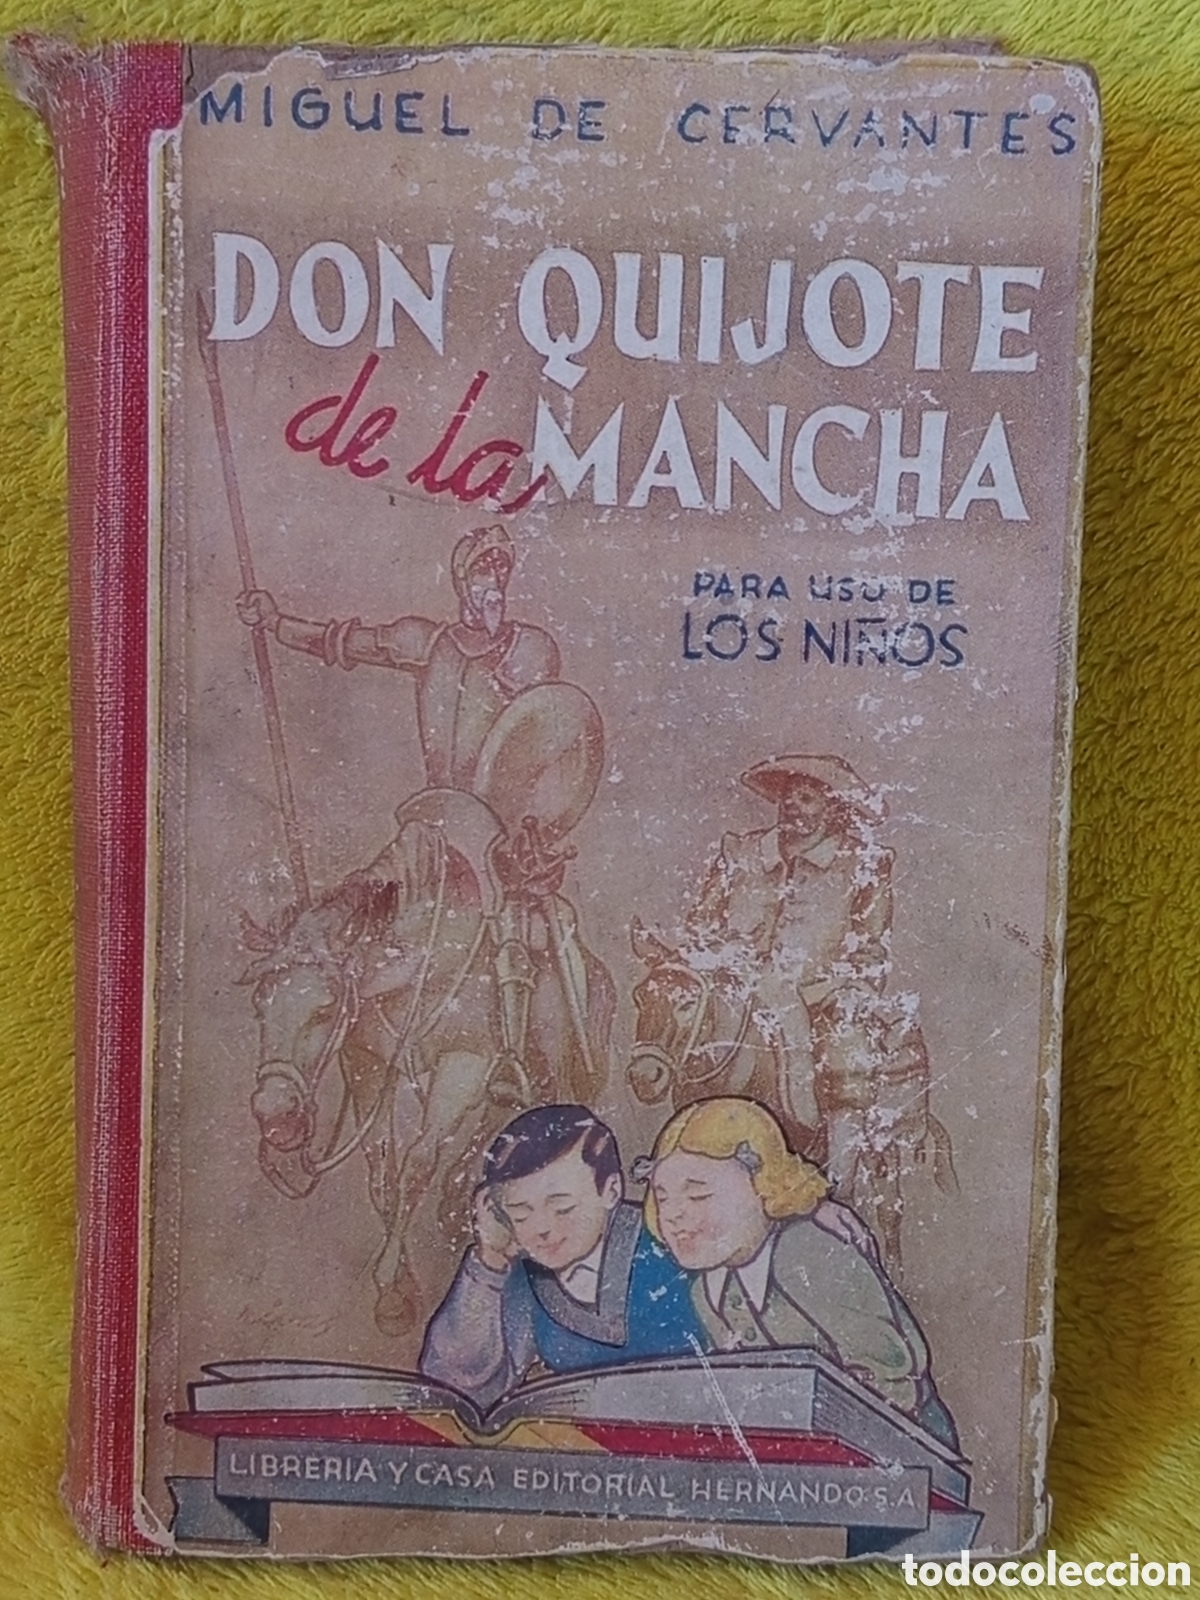 MIGUEL DE CERVANTES
DON QUIJOTE
de la MANCHA
PARA USO DE
LOS NIÑOS
LIBRERIA Y CASA EDITORIAL HERNANDO S.A.
todocoleccion